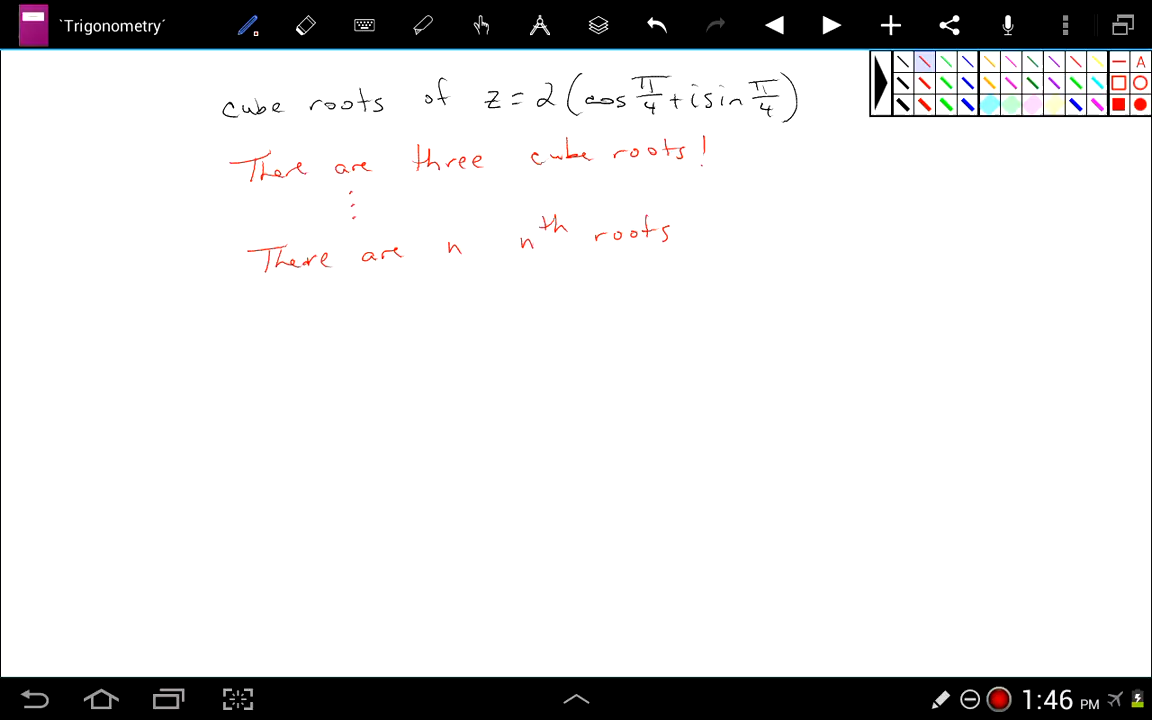 `Trigonometry´
cube roots of z = 2 (cos π/4 + i sin π/4)
A
There are three cube roots!
⋮
There are n nᵗʰ roots
1:46 PM